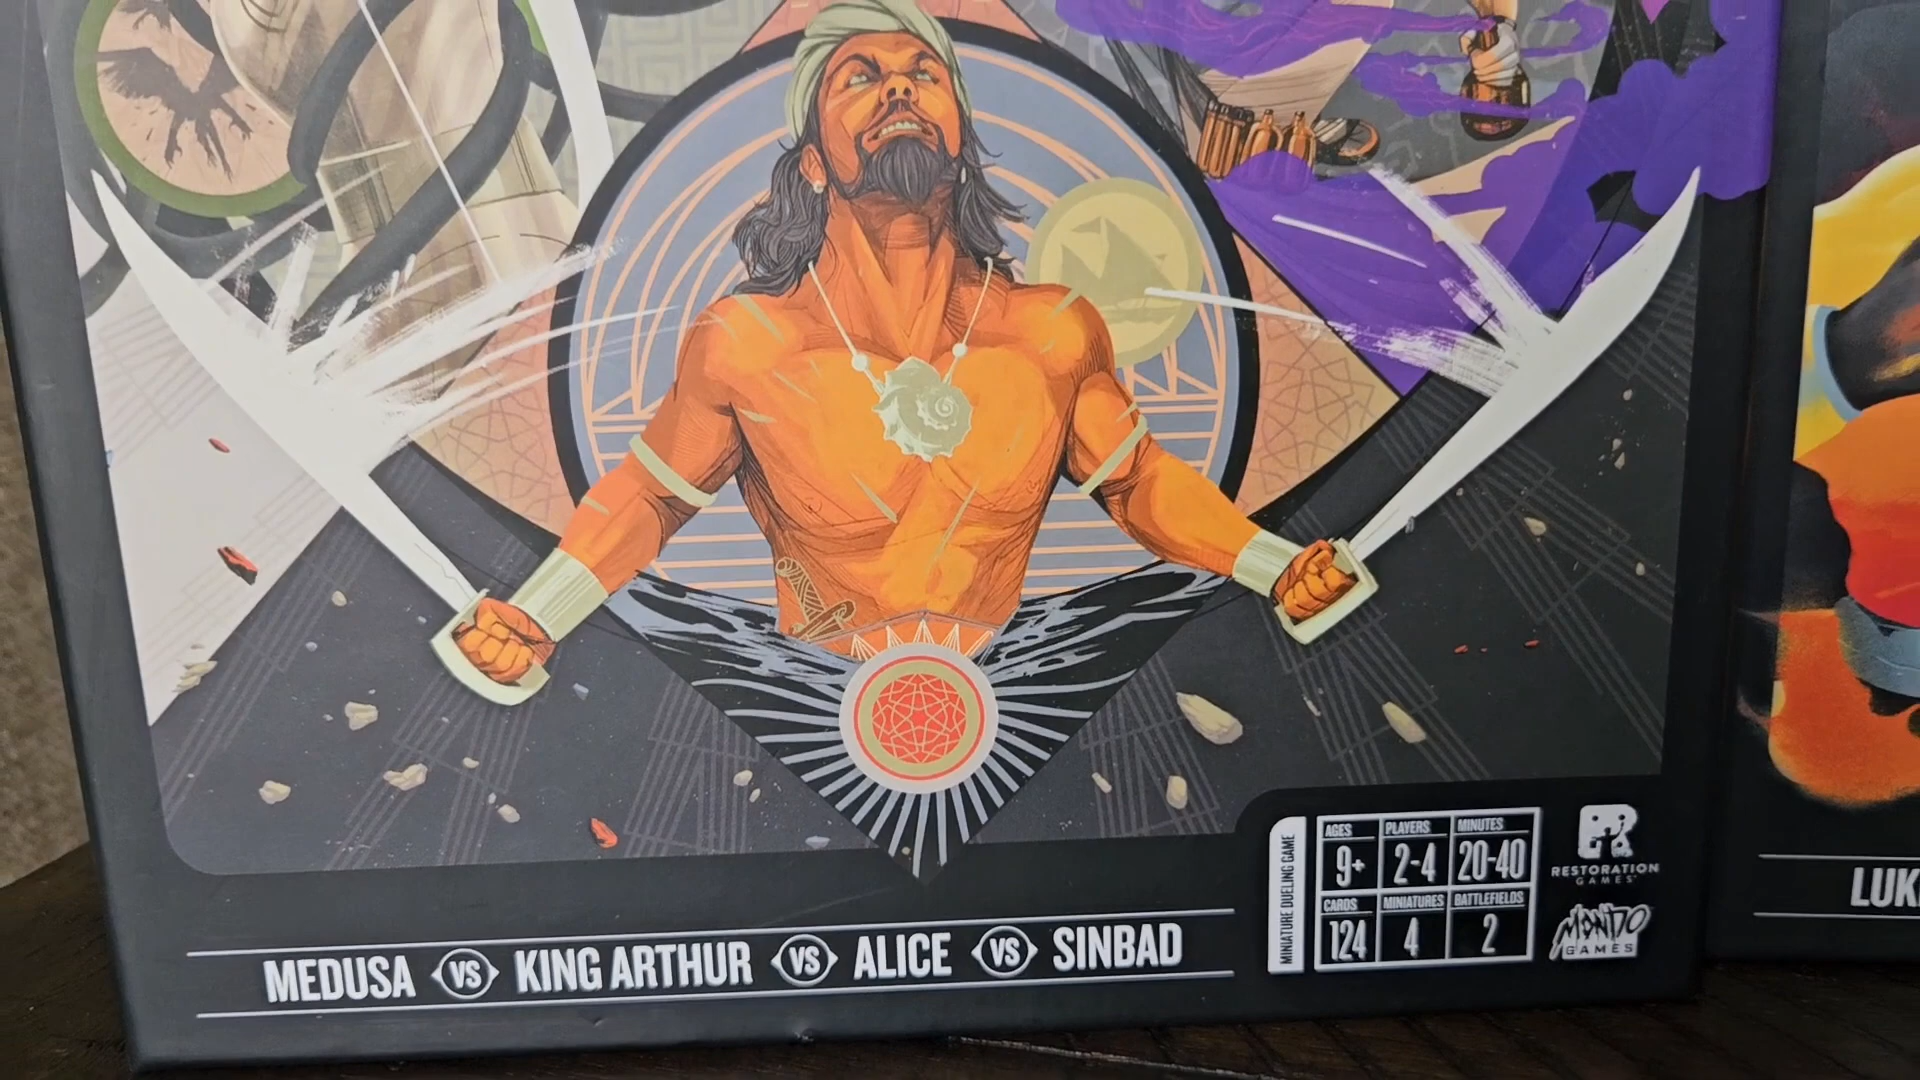 MEDUSA VS KING ARTHUR VS ALICE VS SINBAD
MINIATURE DUELING GAME
AGES PLAYERS MINUTES
9+ 2-4 20-40
CARDS MINIATURES BATTLEFIELDS
124 4 2
RESTORATION
GAMES
MONDO
GAMES